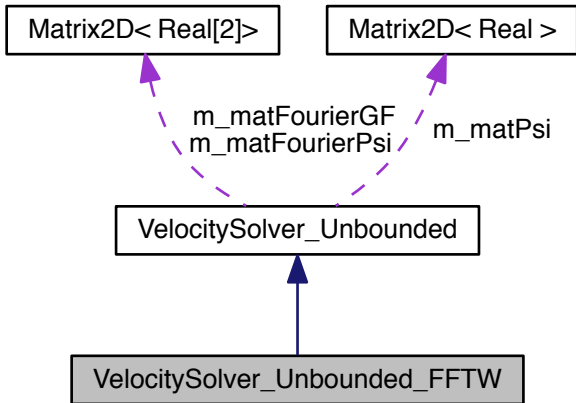 Matrix2D< Real[2]>
Matrix2D< Real >
m_matFourierGF
m_matFourierPsi
m_matPsi
VelocitySolver_Unbounded
VelocitySolver_Unbounded_FFTW